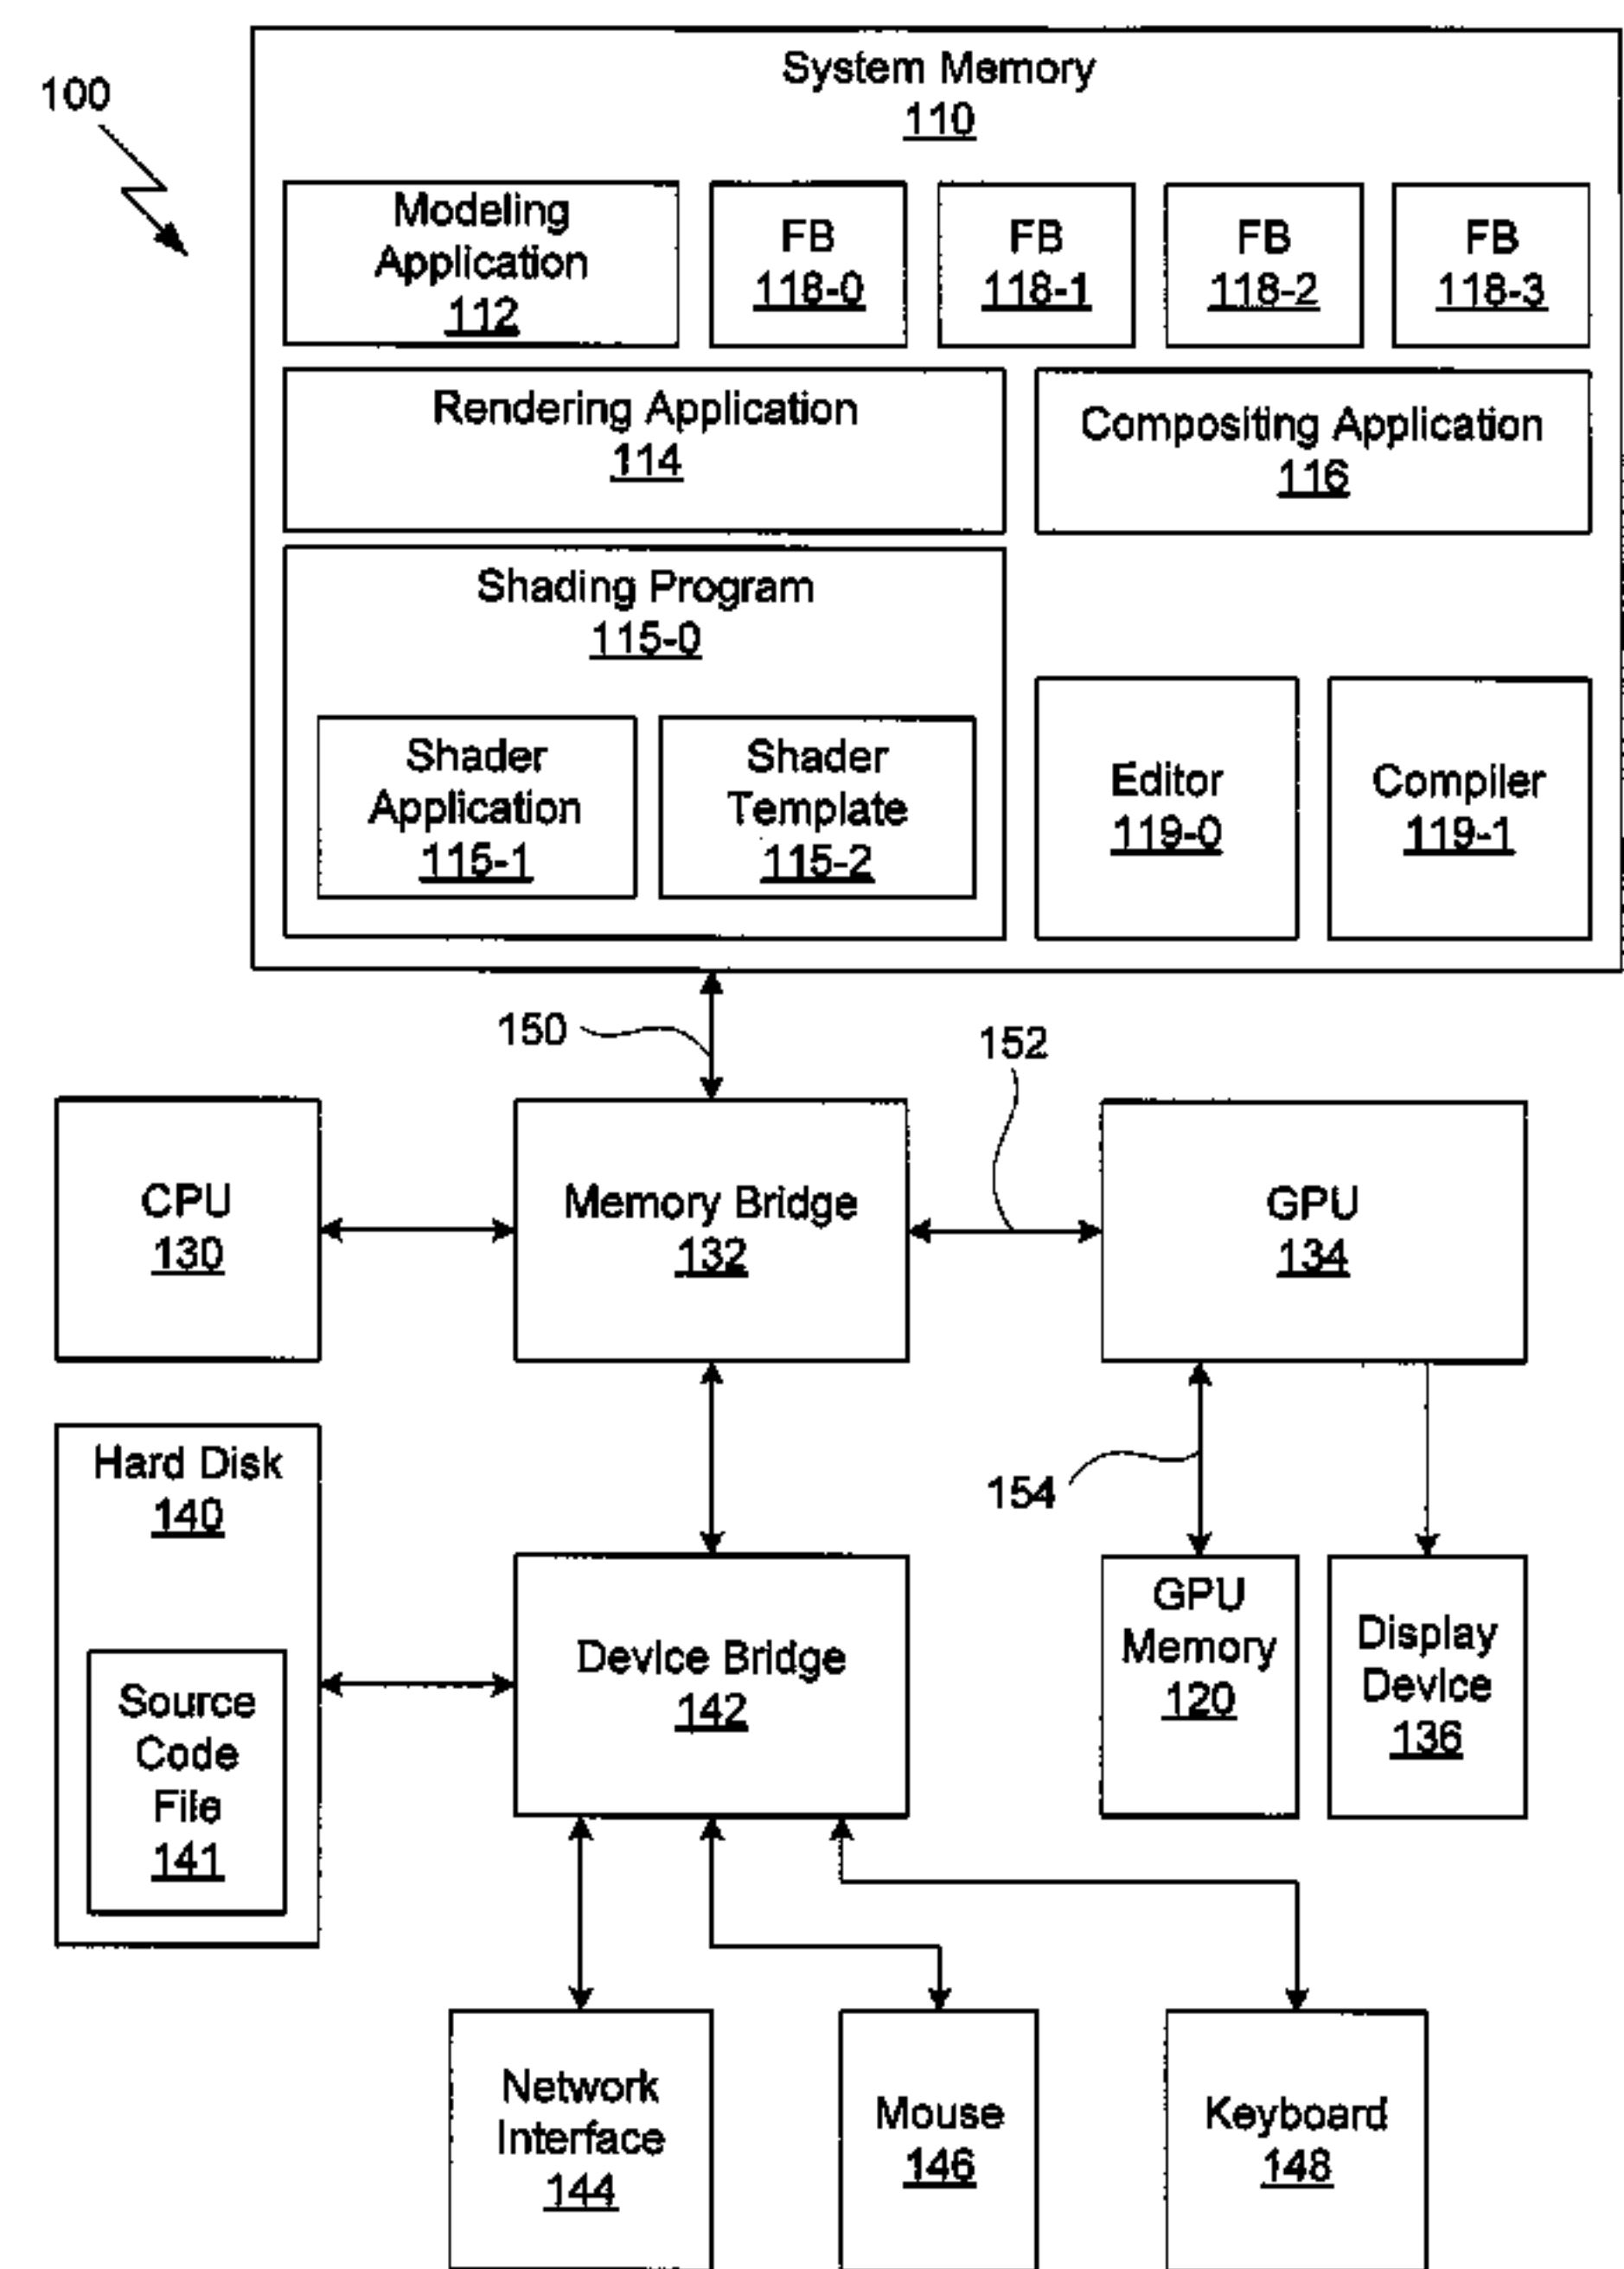 100
System Memory
110
Modeling
Application
112
FB
118-0
FB
118-1
FB
118-2
FB
118-3
Rendering Application
114
Compositing Application
116
Shading Program
115-0
Shader
Application
115-1
Shader
Template
115-2
Editor
119-0
Compiler
119-1
150
152
CPU
130
Memory Bridge
132
GPU
134
Hard Disk
140
154
Source
Code
File
141
Device Bridge
142
GPU
Memory
120
Display
Device
136
Network
Interface
144
Mouse
146
Keyboard
148